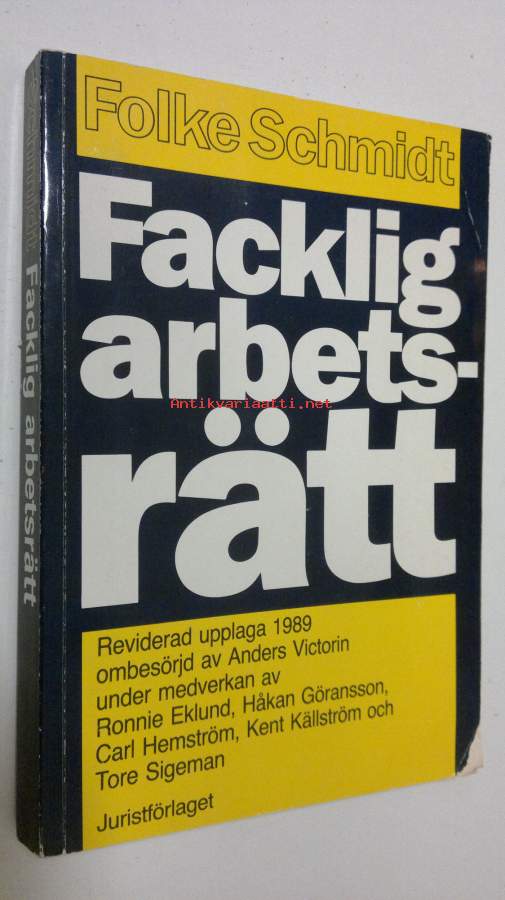 Folke Schmidt
Facklig
arbets-
rätt
Antikvariaatti.net
Reviderad upplaga 1989
ombesörjd av Anders Victorin
under medverkan av
Ronnie Eklund, Håkan Göransson,
Carl Hemström, Kent Källström och
Tore Sigeman
Juristförlaget
Facklig arbetsrätt